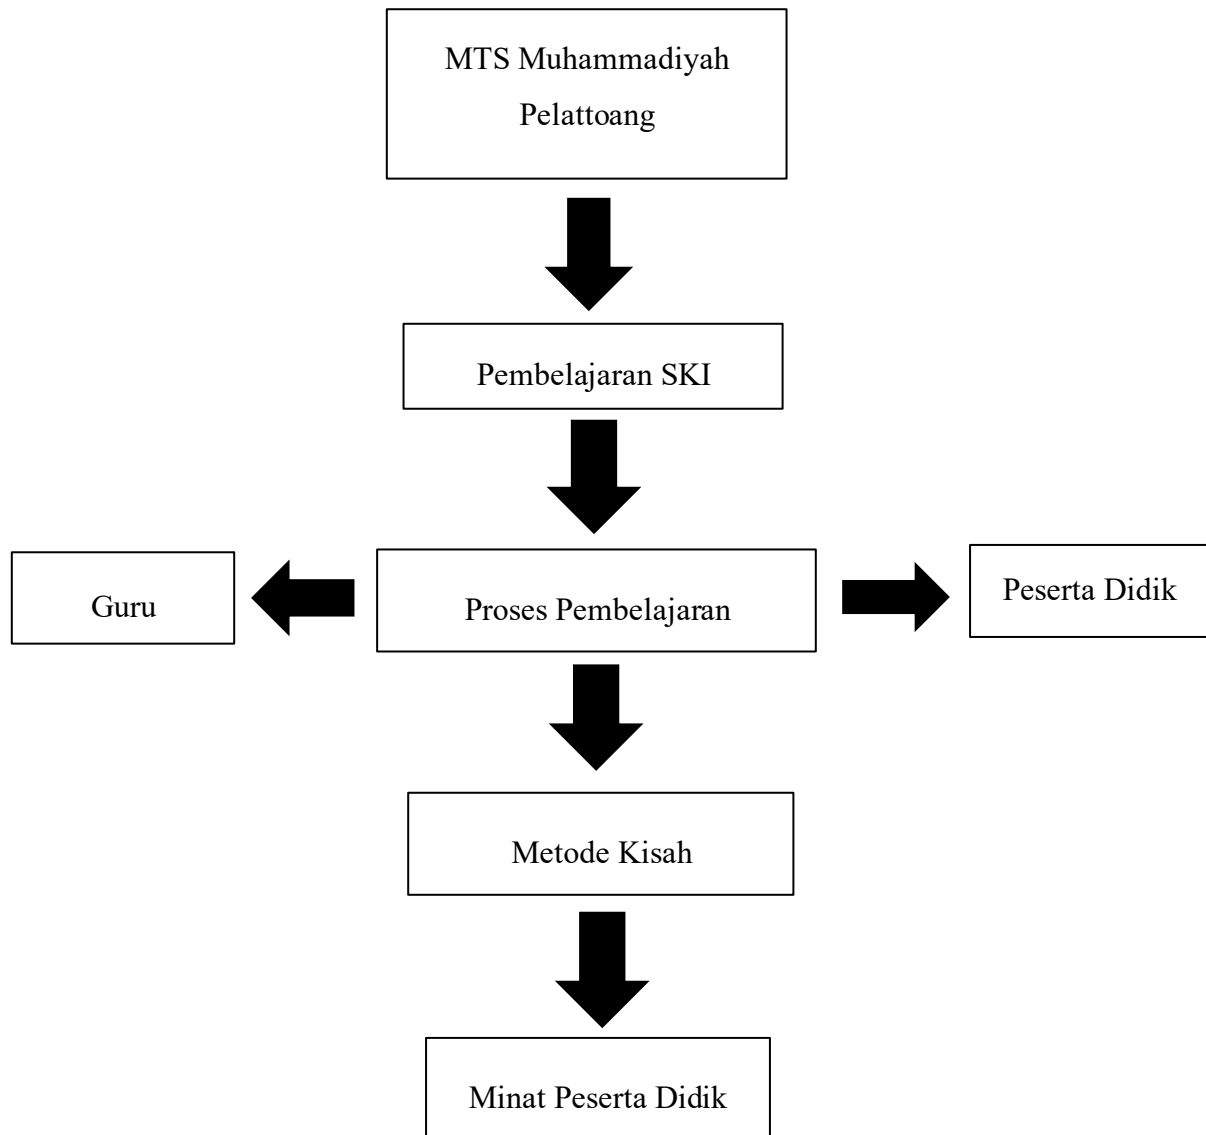 MTS Muhammadiyah
Pelattoang
Pembelajaran SKI
Guru
Proses Pembelajaran
Peserta Didik
Metode Kisah
Minat Peserta Didik